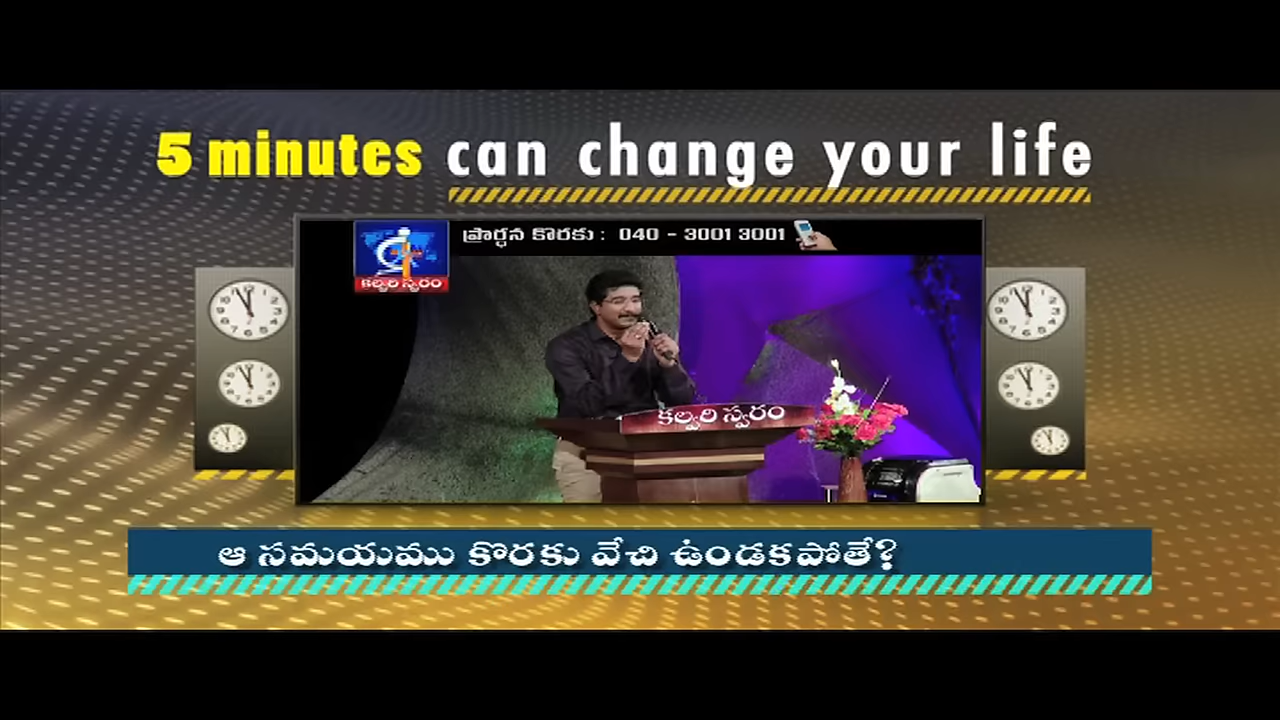 5 minutes can change your life
ప్రార్ధన కొరకు : 040 - 3001 3001
కల్వరి స్వరం
కల్వరి స్వరం
ఆ సమయము కొరకు వేచి ఉండకపోతే?